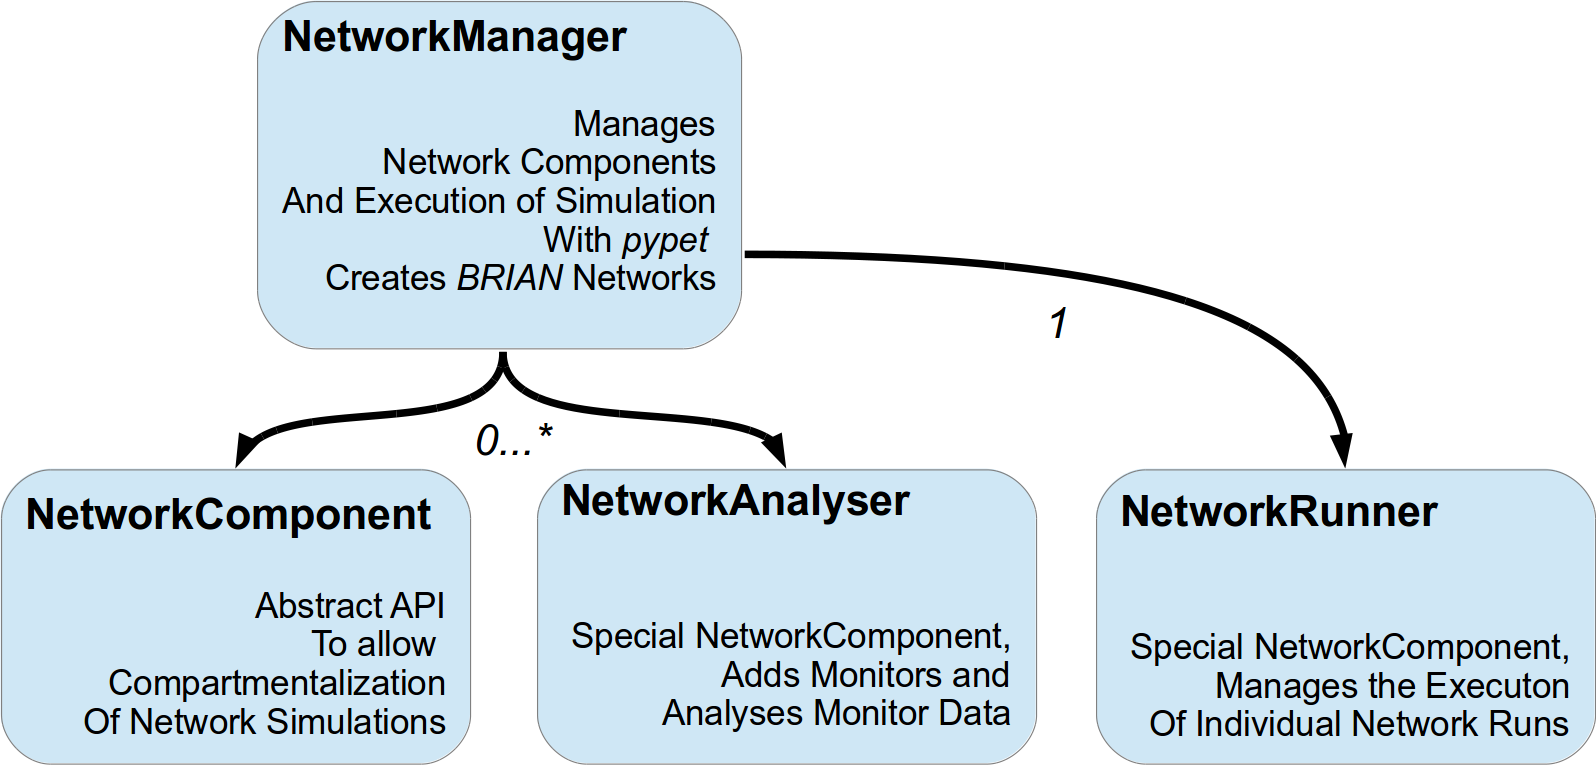 NetworkManager
Manages
Network Components
And Execution of Simulation
With pypet
Creates BRIAN Networks
1
0...*
NetworkComponent
Abstract API
To allow
Compartmentalization
Of Network Simulations
NetworkAnalyser
Special NetworkComponent,
Adds Monitors and
Analyses Monitor Data
NetworkRunner
Special NetworkComponent,
Manages the Executon
Of Individual Network Runs